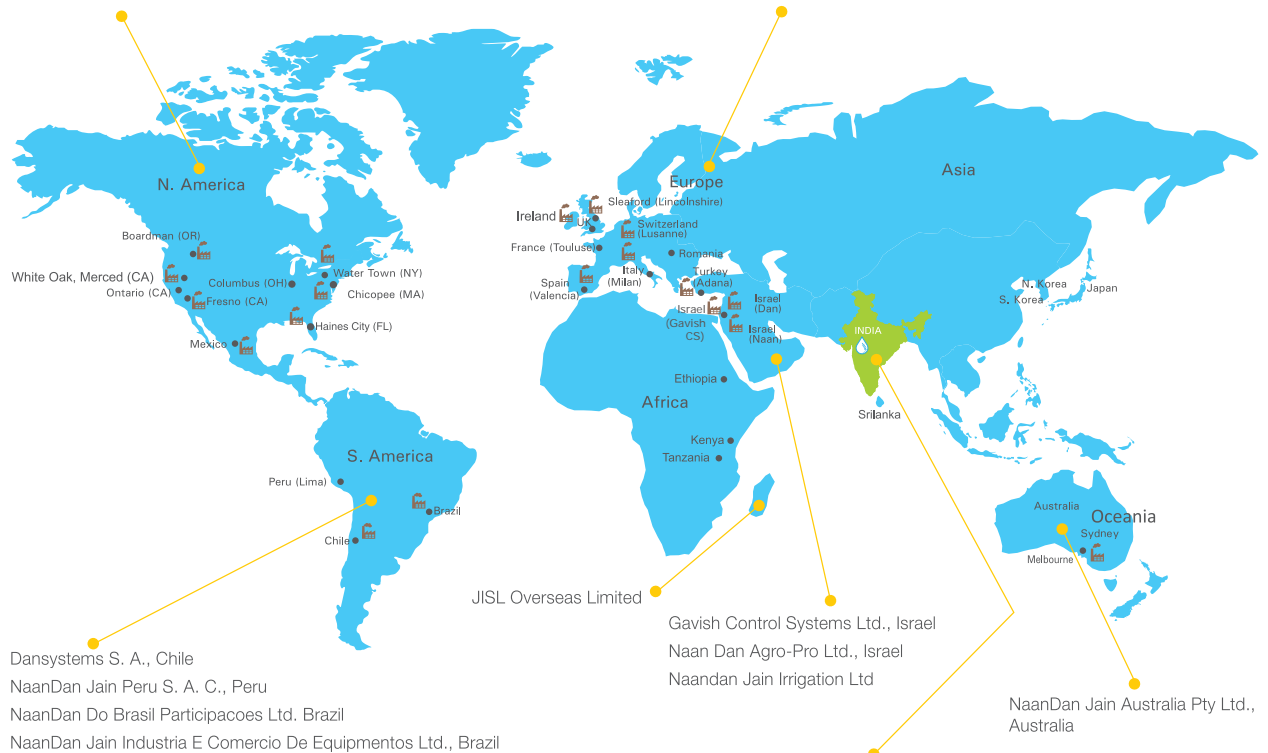 N. America
Boardman (OR)
White Oak, Merced (CA)
Ontario (CA)
Fresno (CA)
Columbus (OH)
Water Town (NY)
Chicopee (MA)
Haines City (FL)
Mexico
S. America
Peru (Lima)
Brazil
Chile
Europe
Sleaford (Lincolnshire)
Ireland
UK
Switzerland
(Lusanne)
France (Touluse)
Romania
Italy
(Milan)
Turkey
(Adana)
Spain
(Valencia)
Israel
(Gavish
CS)
Israel
(Dan)
Israel
(Naan)
Africa
Ethiopia
Kenya
Tanzania
Asia
N. Korea
S. Korea
Japan
INDIA
Srilanka
Australia
Oceania
Sydney
Melbourne
JISL Overseas Limited
Gavish Control Systems Ltd., Israel
Naan Dan Agro-Pro Ltd., Israel
Naandan Jain Irrigation Ltd
Dansystems S. A., Chile
NaanDan Jain Peru S. A. C., Peru
NaanDan Do Brasil Participacoes Ltd. Brazil
NaanDan Jain Industria E Comercio De Equipmentos Ltd., Brazil
NaanDan Jain Australia Pty Ltd.,
Australia